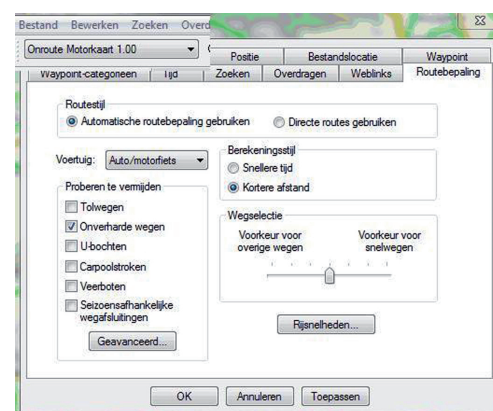 Bestand Bewerken Zoeken Overd
Onroute Motorkaart 1.00
Positie Bestandslocatie Waypoint
Waypoint-categorieën Tijd Zoeken Overdragen Weblinks Routebepaling
Routestijl
Automatische routebepaling gebruiken Directe routes gebruiken
Voertuig: Auto/motorfiets
Berekeningsstijl
Snellere tijd
Kortere afstand
Proberen te vermijden
Tolwegen
Onverharde wegen
U-bochten
Carpoolstroken
Veerboten
Seizoensafhankelijke
wegafsluitingen
Geavanceerd...
Wegselectie
Voorkeur voor
overige wegen
Voorkeur voor
snelwegen
Rijsnelheden...
OK Annuleren Toepassen